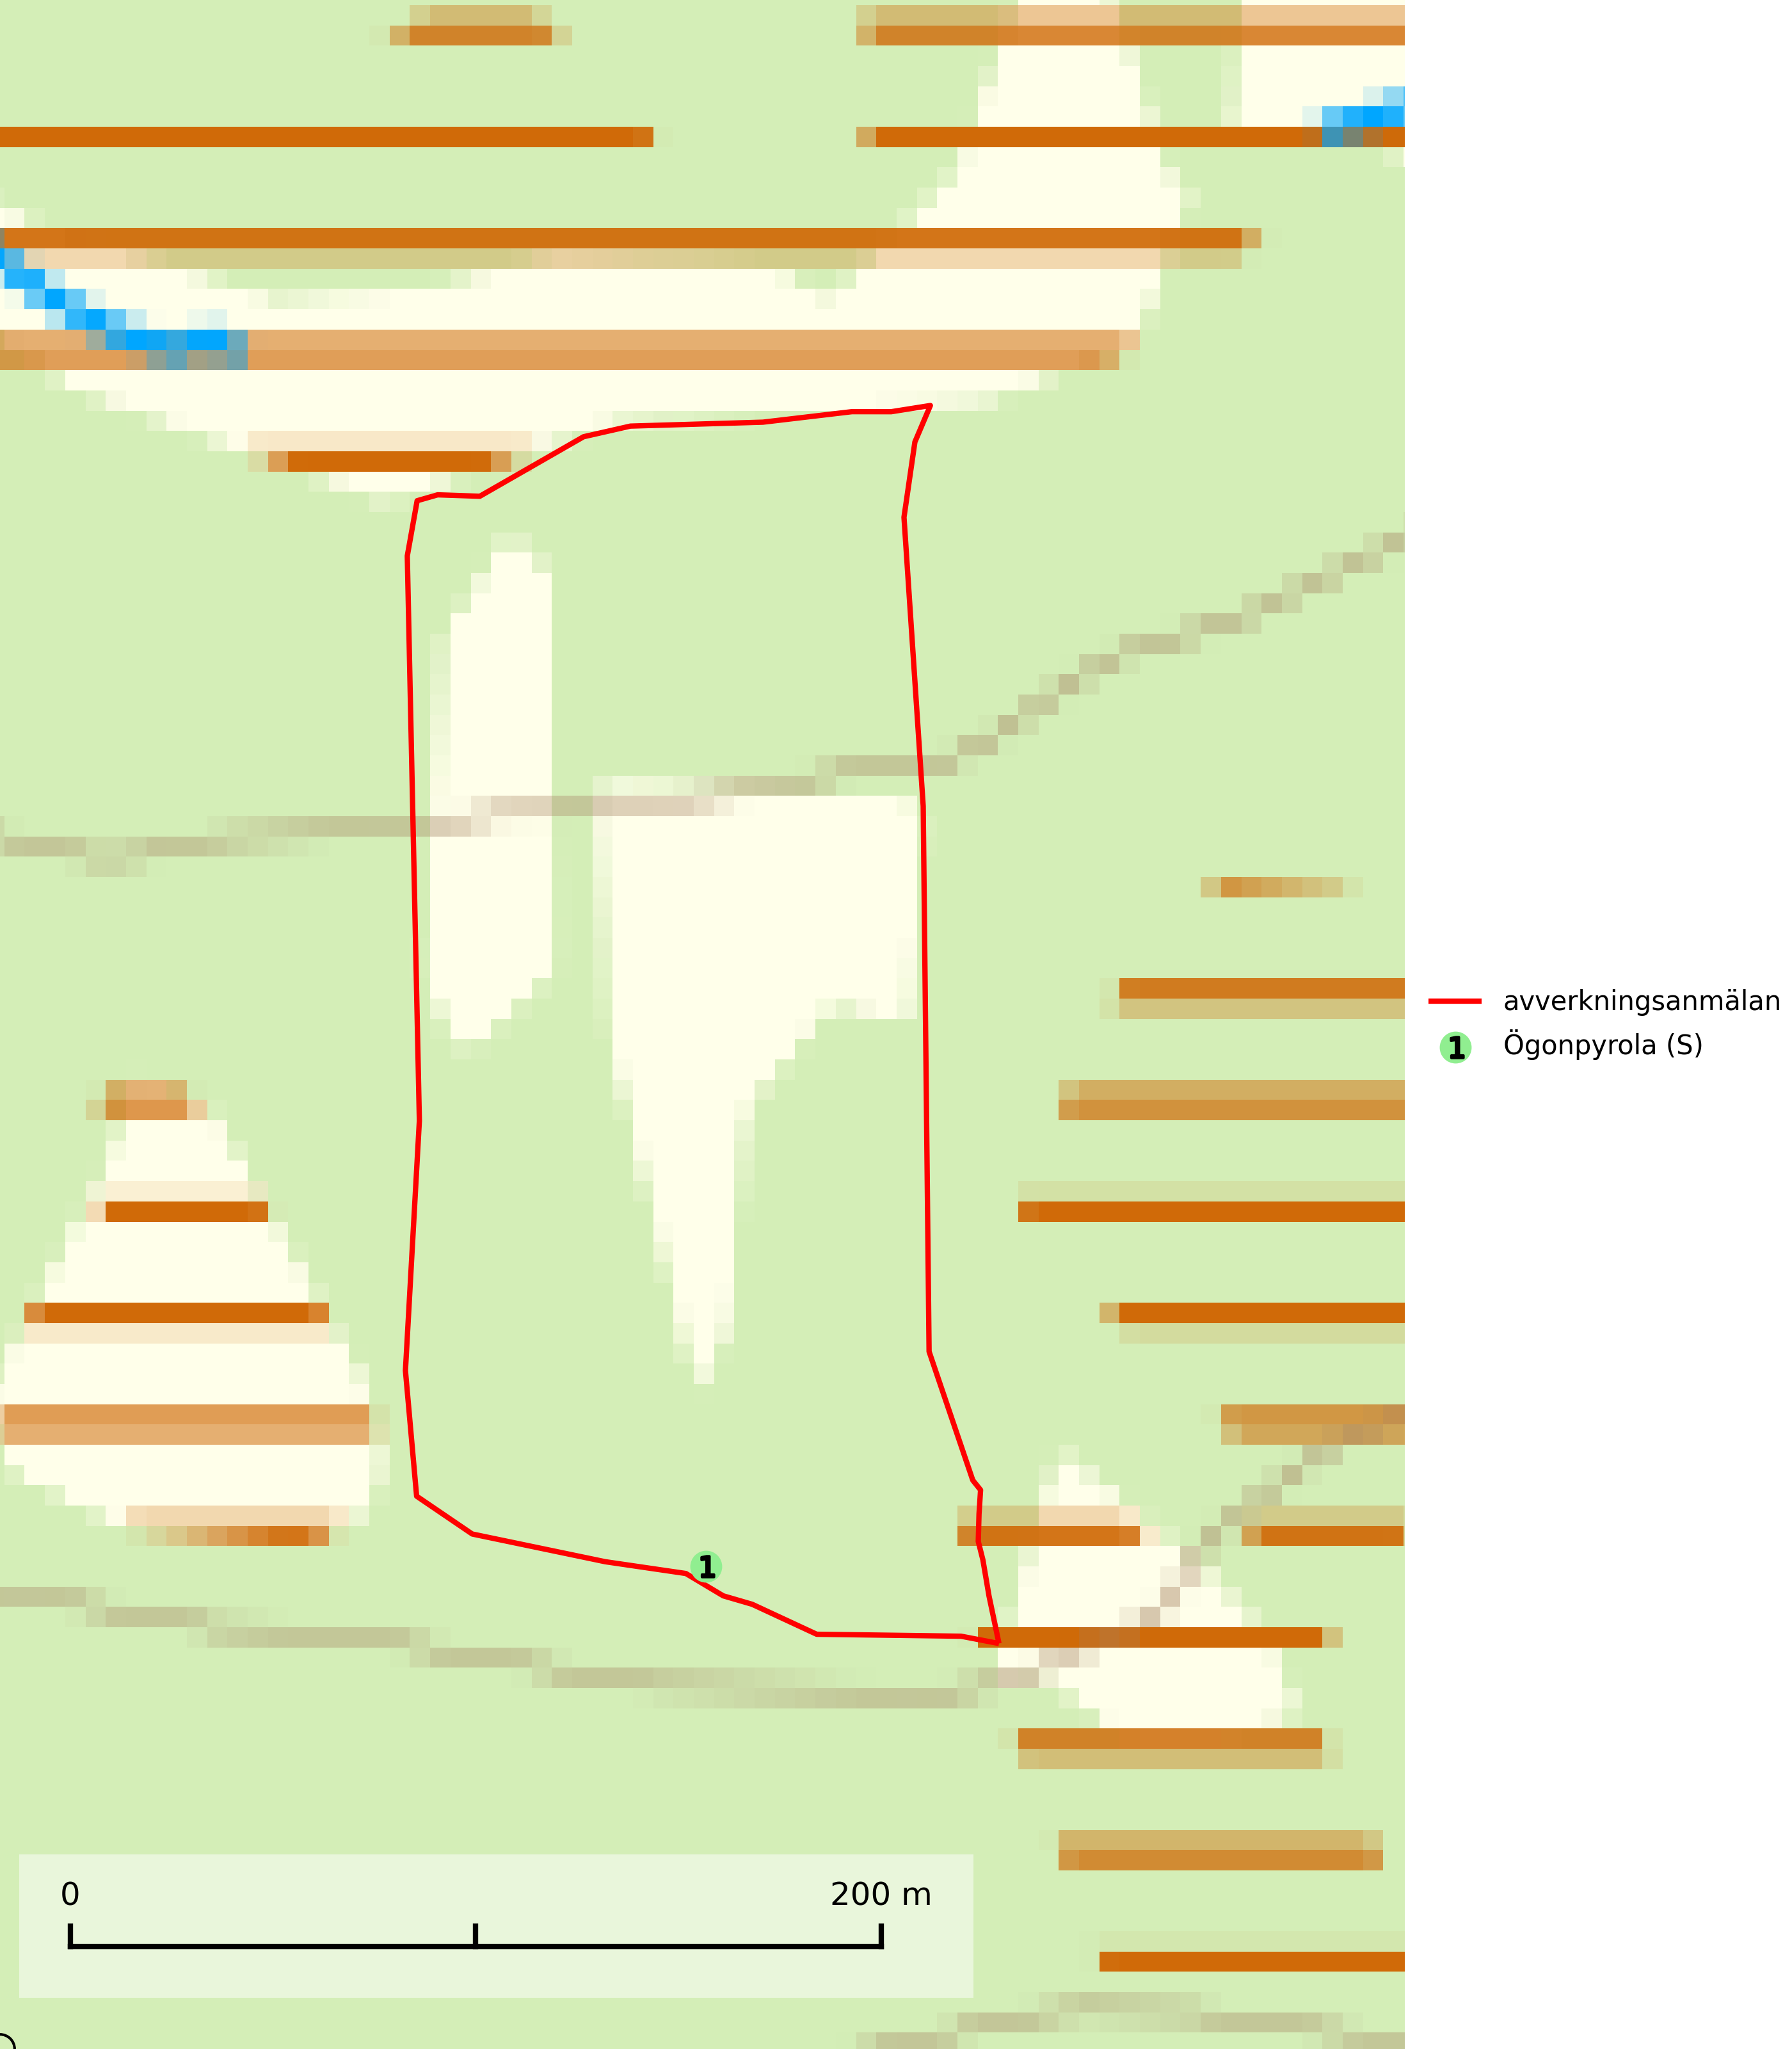 avverkningsanmälan
1 Ögonpyrola (S)
1
0 200 m